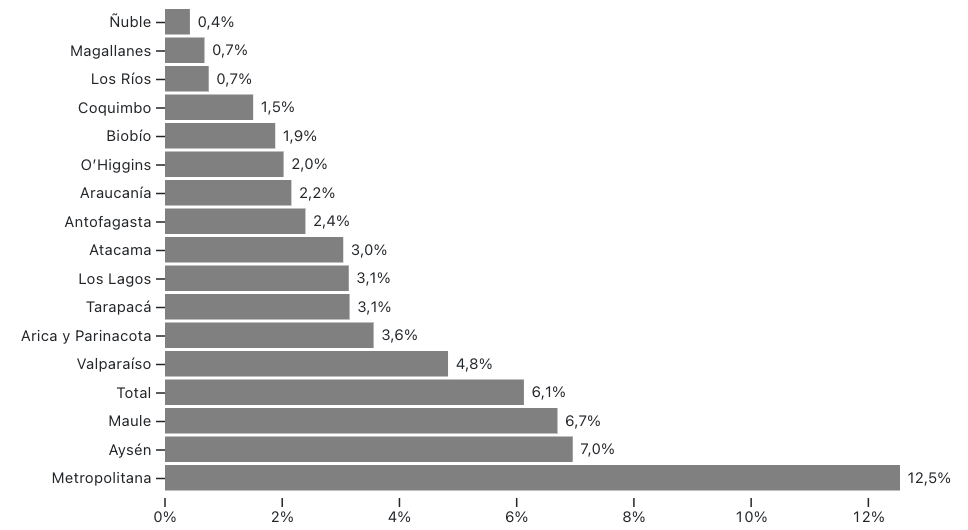 Ñuble 0,4%
Magallanes 0,7%
Los Ríos 0,7%
Coquimbo 1,5%
Biobío 1,9%
O’Higgins 2,0%
Araucanía 2,2%
Antofagasta 2,4%
Atacama 3,0%
Los Lagos 3,1%
Tarapacá 3,1%
Arica y Parinacota 3,6%
Valparaíso 4,8%
Total 6,1%
Maule 6,7%
Aysén 7,0%
Metropolitana 12,5%
0% 2% 4% 6% 8% 10% 12%